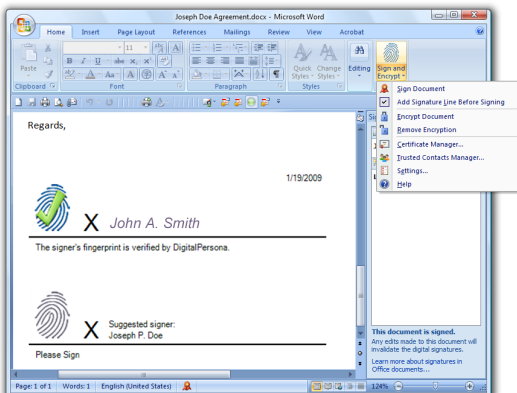 Joseph Doe Agreement.docx - Microsoft Word
Home Insert Page Layout References Mailings Review View Acrobat
Paste
11
B I U abe x, x²
Aa A A
Quick Styles Change Styles
Editing
Sign and Encrypt
Clipboard Font Paragraph Styles
Sign Document
Add Signature Line Before Signing
Encrypt Document
Remove Encryption
Certificate Manager...
Trusted Contacts Manager...
Settings...
Help
Regards,
1/19/2009
X John A. Smith
The signer's fingerprint is verified by DigitalPersona.
X Suggested signer:
Joseph P. Doe
Please Sign
This document is signed.
Any edits made to this document will
invalidate the digital signatures.
Learn more about signatures in
Office documents...
Page: 1 of 1 Words: 1 English (United States) 124%